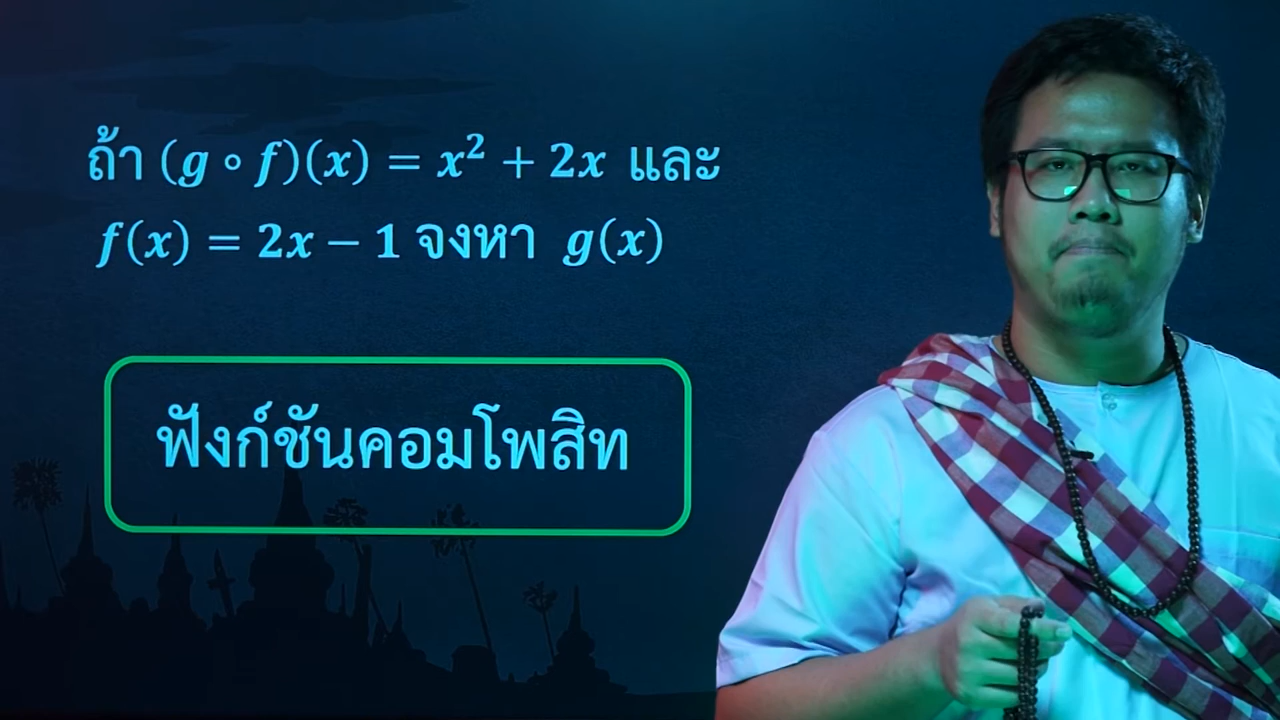 ถ้า (g ∘ f)(x) = x² + 2x และ
f(x) = 2x − 1 จงหา g(x)
ฟังก์ชันคอมโพสิท